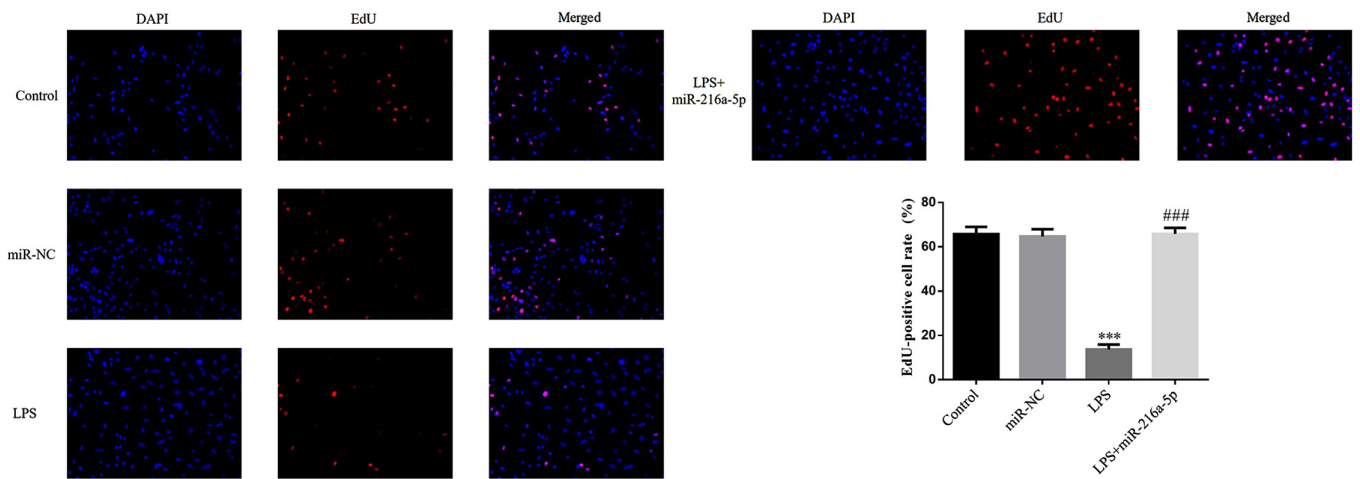 DAPI EdU Merged
Control
miR-NC
LPS
DAPI EdU Merged
LPS+
miR-216a-5p
EdU-positive cell rate (%)
80
60
40
20
0
***
###
Control
miR-NC
LPS
LPS+miR-216a-5p